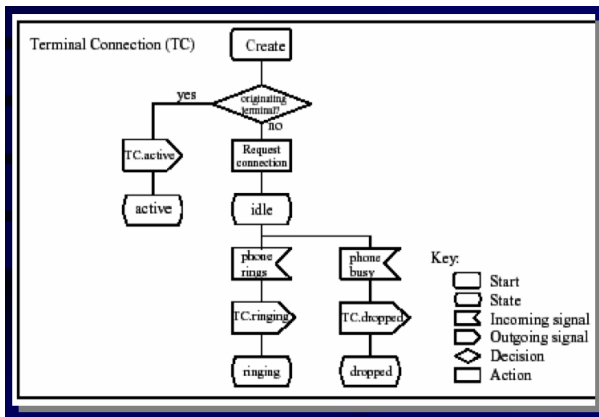 Terminal Connection (TC)
Create
yes
originating
terminal?
no
TC.active
Request
connection
active
idle
phone
rings
phone
busy
TC.ringing
TC.dropped
ringing
dropped
Key:
Start
State
Incoming signal
Outgoing signal
Decision
Action